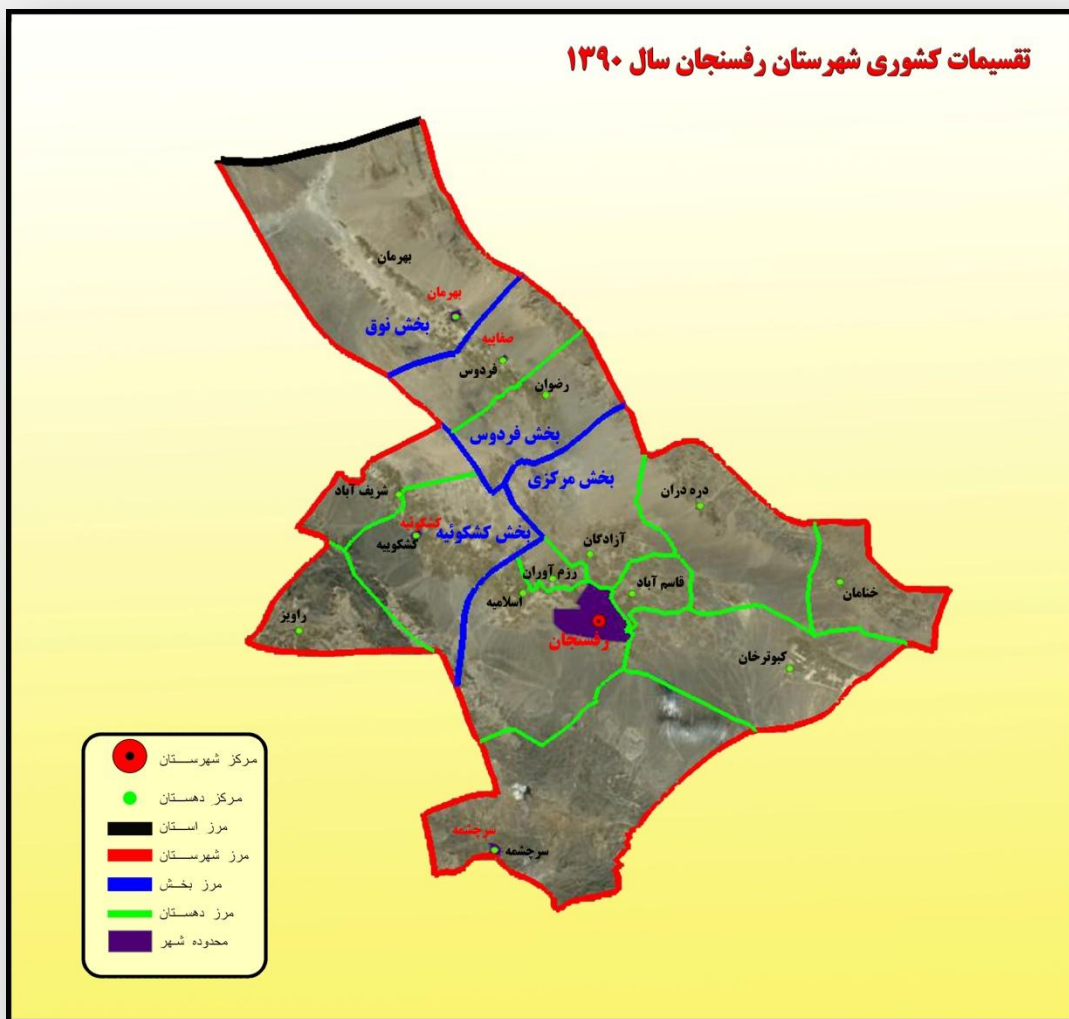 تقسیمات کشوری شهرستان رفسنجان سال ۱۳۹۰
بهرمان
بهرمان
بخش نوق
صفاییه
فردوس
رضوان
بخش فردوس
بخش مرکزی
دره دران
شریف آباد
کشکوئیه
کشکوییه
بخش کشکوئیه
آزادگان
رزم آوران
قاسم آباد
خنامان
اسلامیه
راویز
رفسنجان
کبوترخان
سرچشمه
سرچشمه
مرکز شهرستان
مرکز دهستان
مرز استان
مرز شهرستان
مرز بخش
مرز دهستان
محدوده شهر